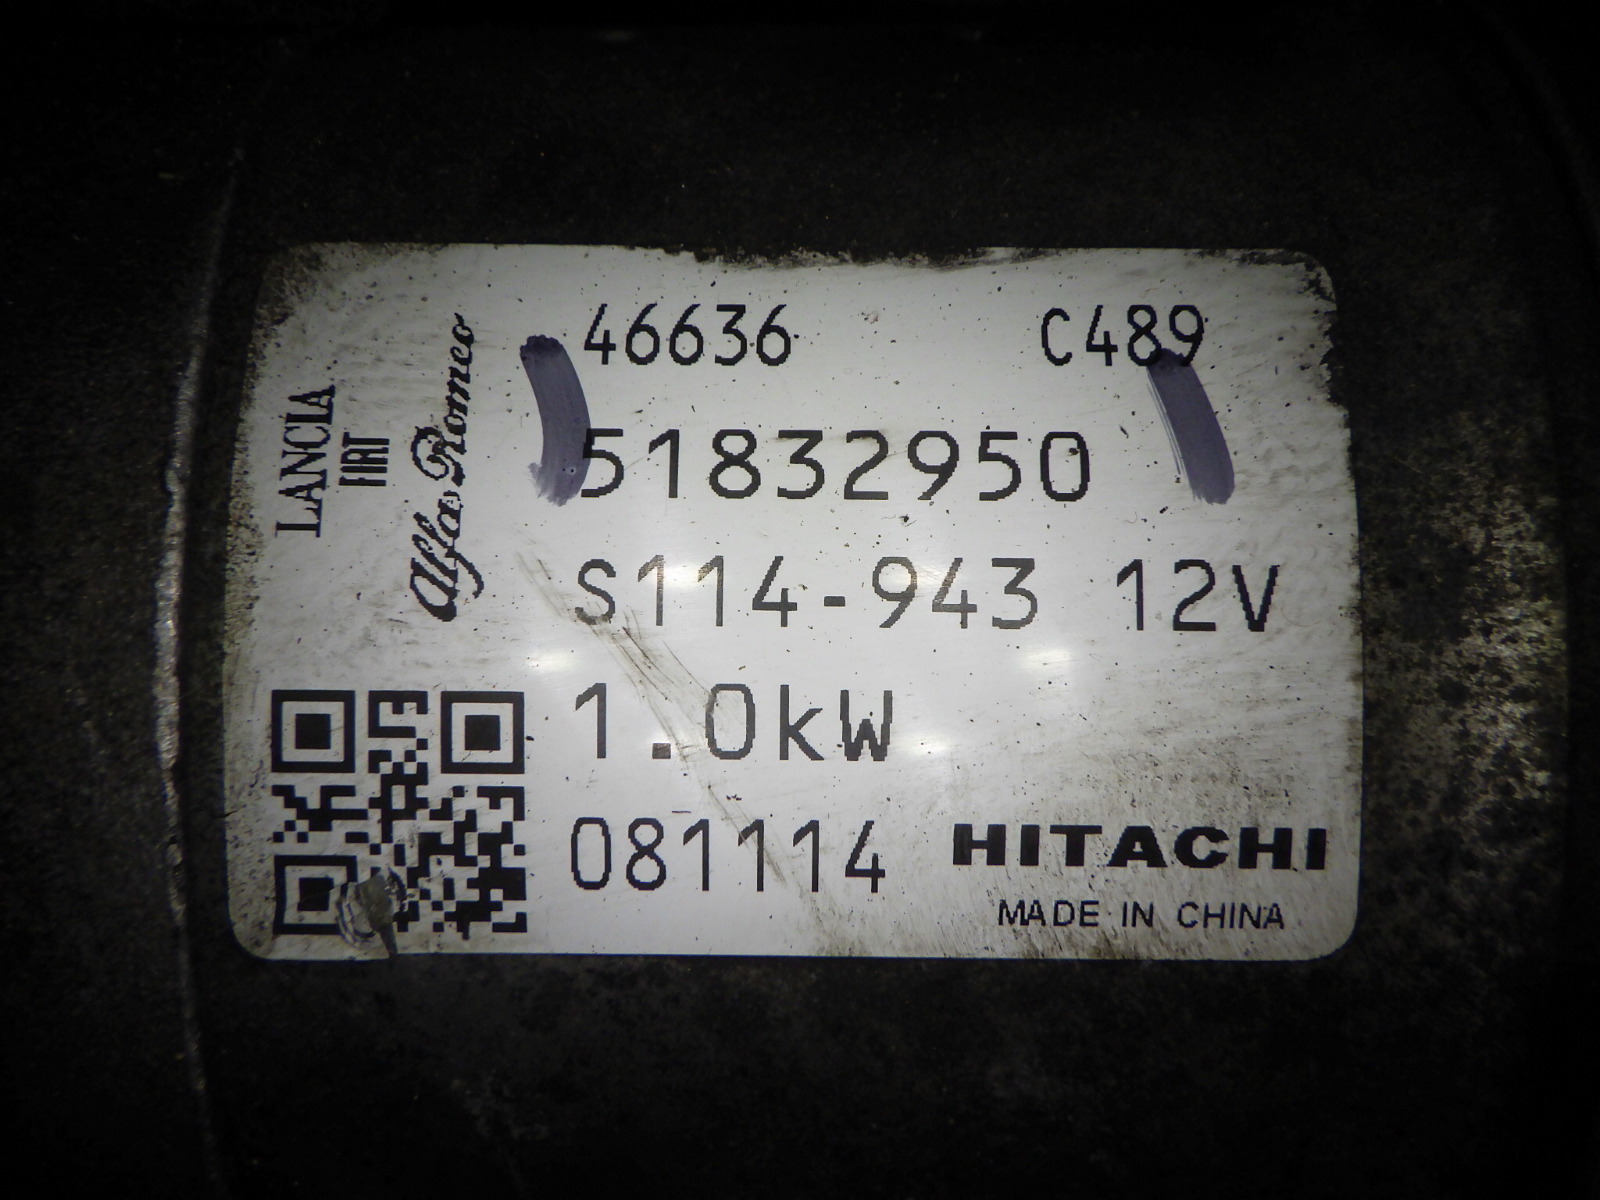 46636 C489
LANCIA
FIAT
Alfa Romeo
51832950
S114-943 12V
1.0kW
081114 HITACHI
MADE IN CHINA